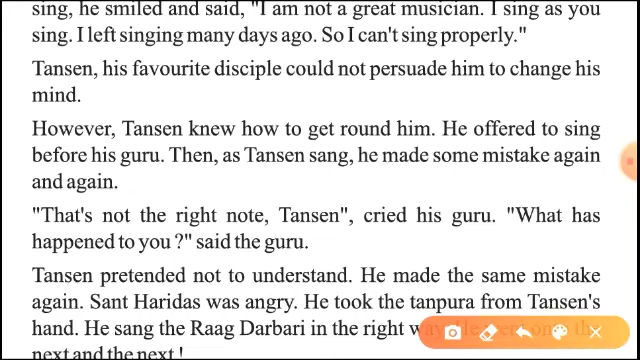 sing, he smiled and said, "I am not a great musician. I sing as you
sing. I left singing many days ago. So I can't sing properly."
Tansen, his favourite disciple could not persuade him to change his
mind.
However, Tansen knew how to get round him. He offered to sing
before his guru. Then, as Tansen sang, he made some mistake again
and again.
"That's not the right note, Tansen", cried his guru. "What has
happened to you ?" said the guru.
Tansen pretended not to understand. He made the same mistake
again. Sant Haridas was angry. He took the tanpura from Tansen's
hand. He sang the Raag Darbari in the right
next and the next !